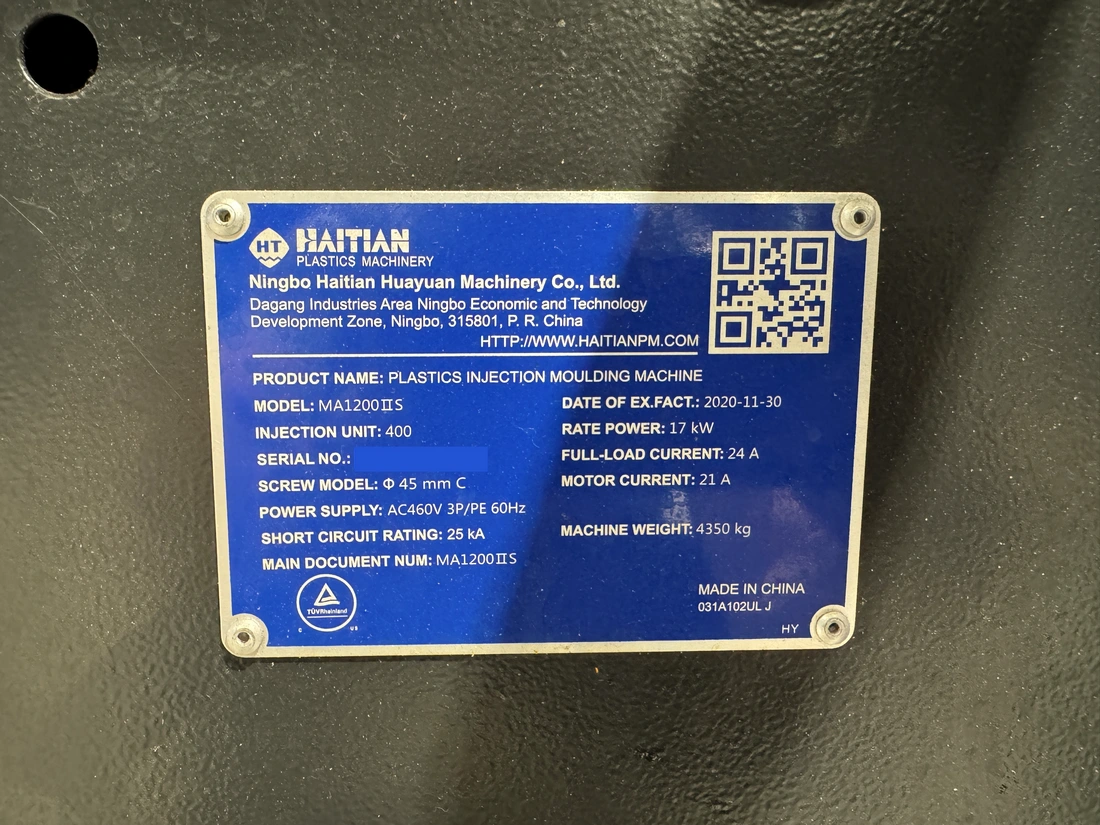 HT HAITIAN
PLASTICS MACHINERY
Ningbo Haitian Huayuan Machinery Co., Ltd.
Dagang Industries Area Ningbo Economic and Technology
Development Zone, Ningbo, 315801, P. R. China
HTTP://WWW.HAITIANPM.COM
PRODUCT NAME: PLASTICS INJECTION MOULDING MACHINE
MODEL: MA1200ⅡS
DATE OF EX.FACT.: 2020-11-30
INJECTION UNIT: 400
RATE POWER: 17 kW
SERIAL NO.:
FULL-LOAD CURRENT: 24 A
SCREW MODEL: Φ 45 mm C
MOTOR CURRENT: 21 A
POWER SUPPLY: AC460V 3P/PE 60Hz
SHORT CIRCUIT RATING: 25 kA
MACHINE WEIGHT: 4350 kg
MAIN DOCUMENT NUM: MA1200ⅡS
TÜVRheinland
C US
MADE IN CHINA
031A102UL J
HY